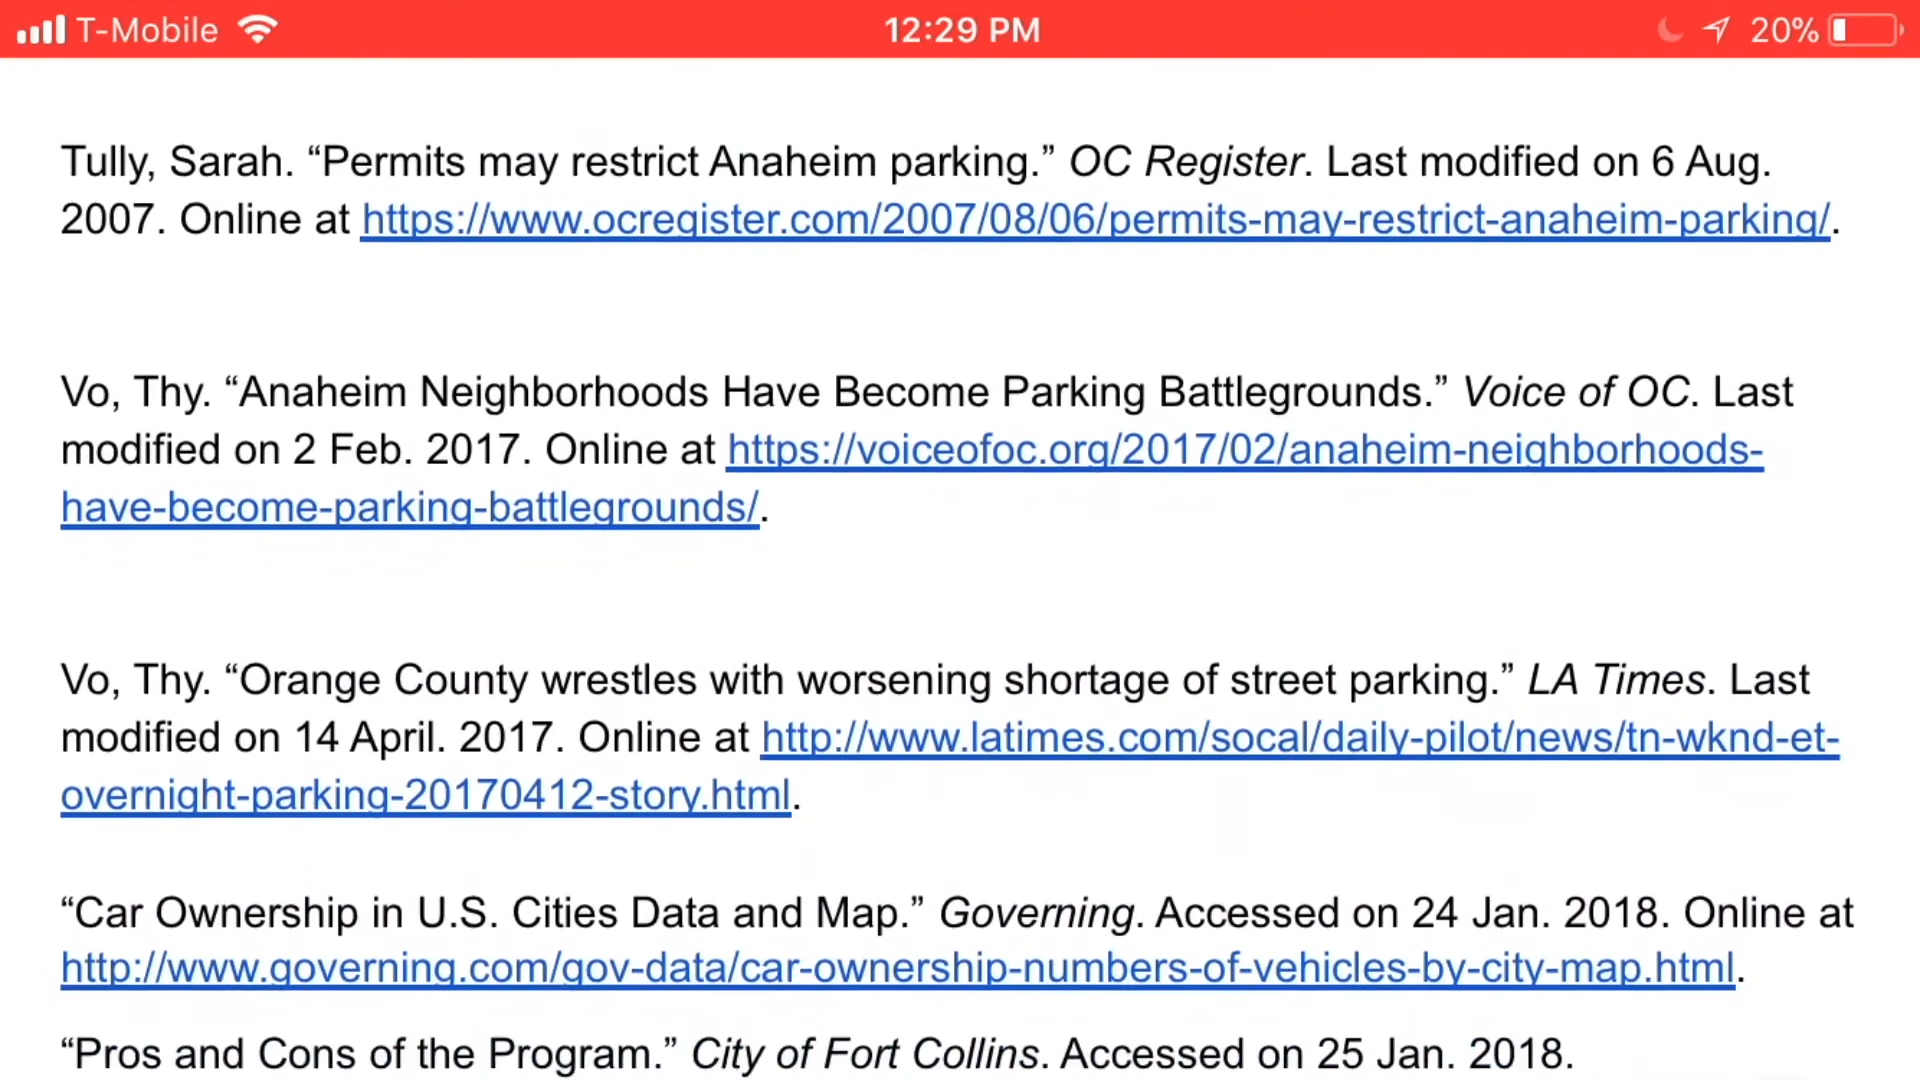 T-Mobile 12:29 PM 20%
Tully, Sarah. “Permits may restrict Anaheim parking.” OC Register. Last modified on 6 Aug.
2007. Online at https://www.ocregister.com/2007/08/06/permits-may-restrict-anaheim-parking/.
Vo, Thy. “Anaheim Neighborhoods Have Become Parking Battlegrounds.” Voice of OC. Last
modified on 2 Feb. 2017. Online at https://voiceofoc.org/2017/02/anaheim-neighborhoods-
have-become-parking-battlegrounds/.
Vo, Thy. “Orange County wrestles with worsening shortage of street parking.” LA Times. Last
modified on 14 April. 2017. Online at http://www.latimes.com/socal/daily-pilot/news/tn-wknd-et-
overnight-parking-20170412-story.html.
“Car Ownership in U.S. Cities Data and Map.” Governing. Accessed on 24 Jan. 2018. Online at
http://www.governing.com/gov-data/car-ownership-numbers-of-vehicles-by-city-map.html.
“Pros and Cons of the Program.” City of Fort Collins. Accessed on 25 Jan. 2018.